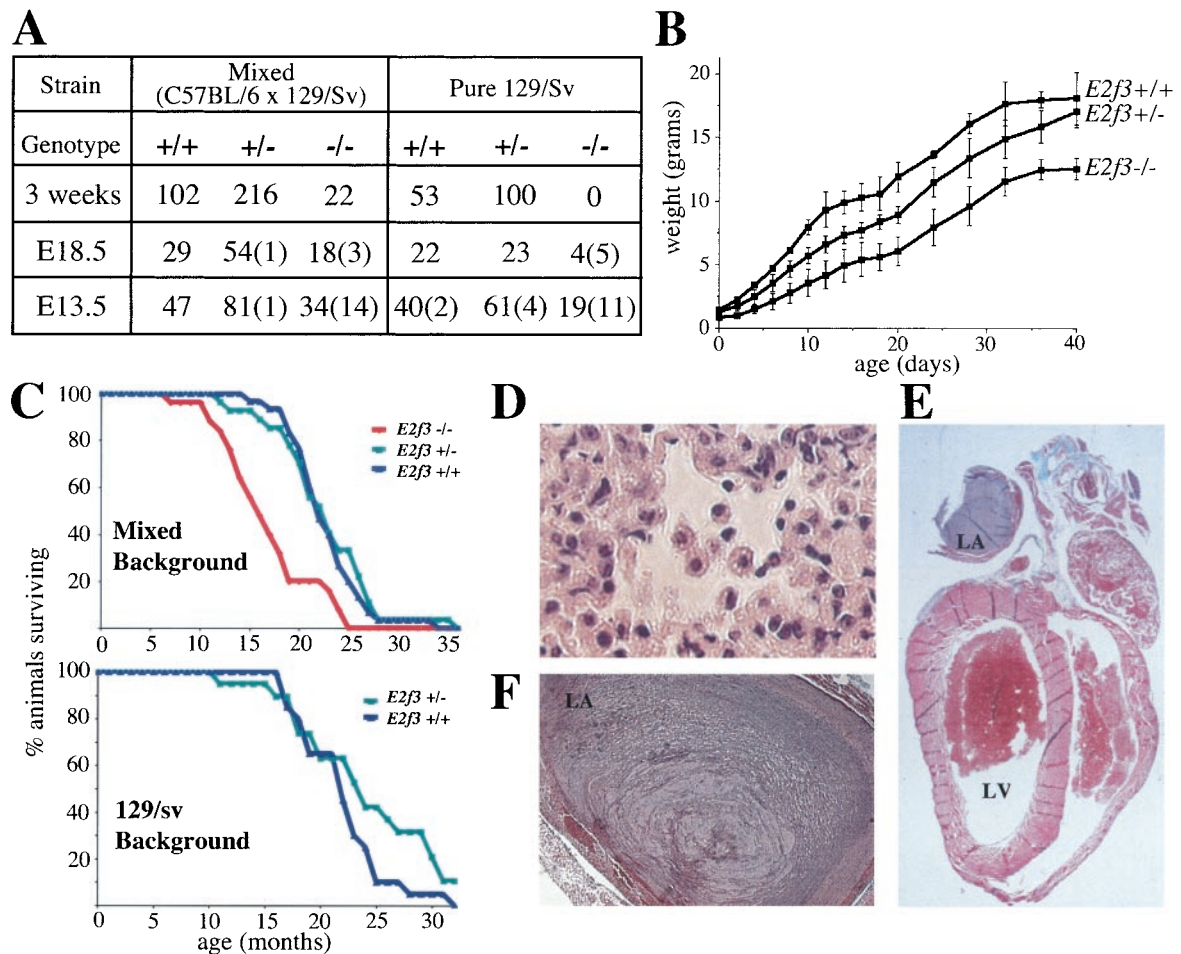 A
Strain Mixed (C57BL/6 x 129/Sv) Pure 129/Sv
Genotype +/+ +/- -/- +/+ +/- -/-
3 weeks 102 216 22 53 100 0
E18.5 29 54(1) 18(3) 22 23 4(5)
E13.5 47 81(1) 34(14) 40(2) 61(4) 19(11)
B
weight (grams)
20
15
10
5
0
E2f3+/+
E2f3+/-
E2f3-/-
0 10 20 30 40
age (days)
C
% animals surviving
100
80
60
40
20
E2f3 -/-
E2f3 +/-
E2f3 +/+
Mixed
Background
0 5 10 15 20 25 30 35
100
80
60
40
20
E2f3 +/-
E2f3 +/+
129/sv
Background
0 5 10 15 20 25 30
age (months)
D
E
LA
LV
F
LA